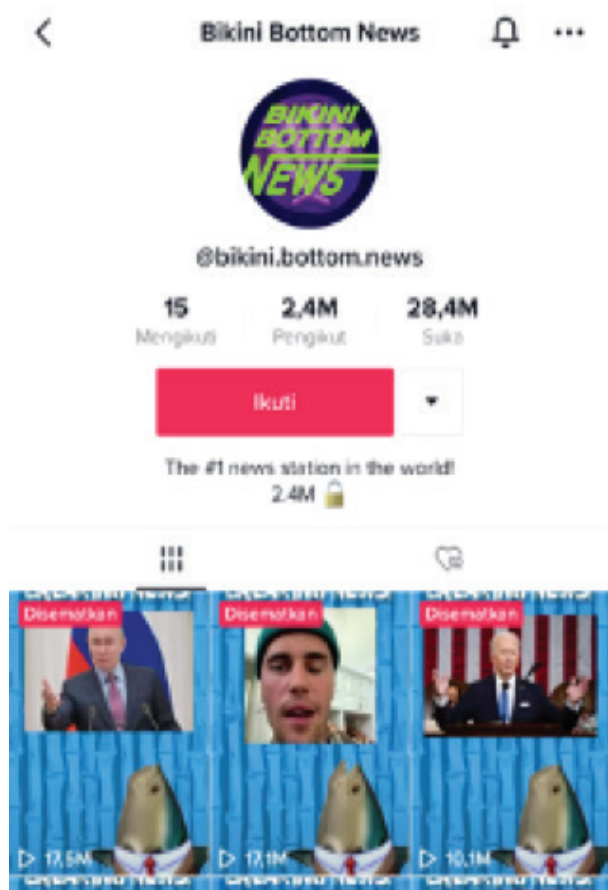 Bikini Bottom News
BIKINI
BOTTOM
NEWS
@bikini.bottom.news
15 2,4M 28,4M
Mengikuti Pengikut Suka
Ikuti
The #1 news station in the world!
2.4M
Disematkan Disematkan Disematkan
17,5M 17,1M 10,1M